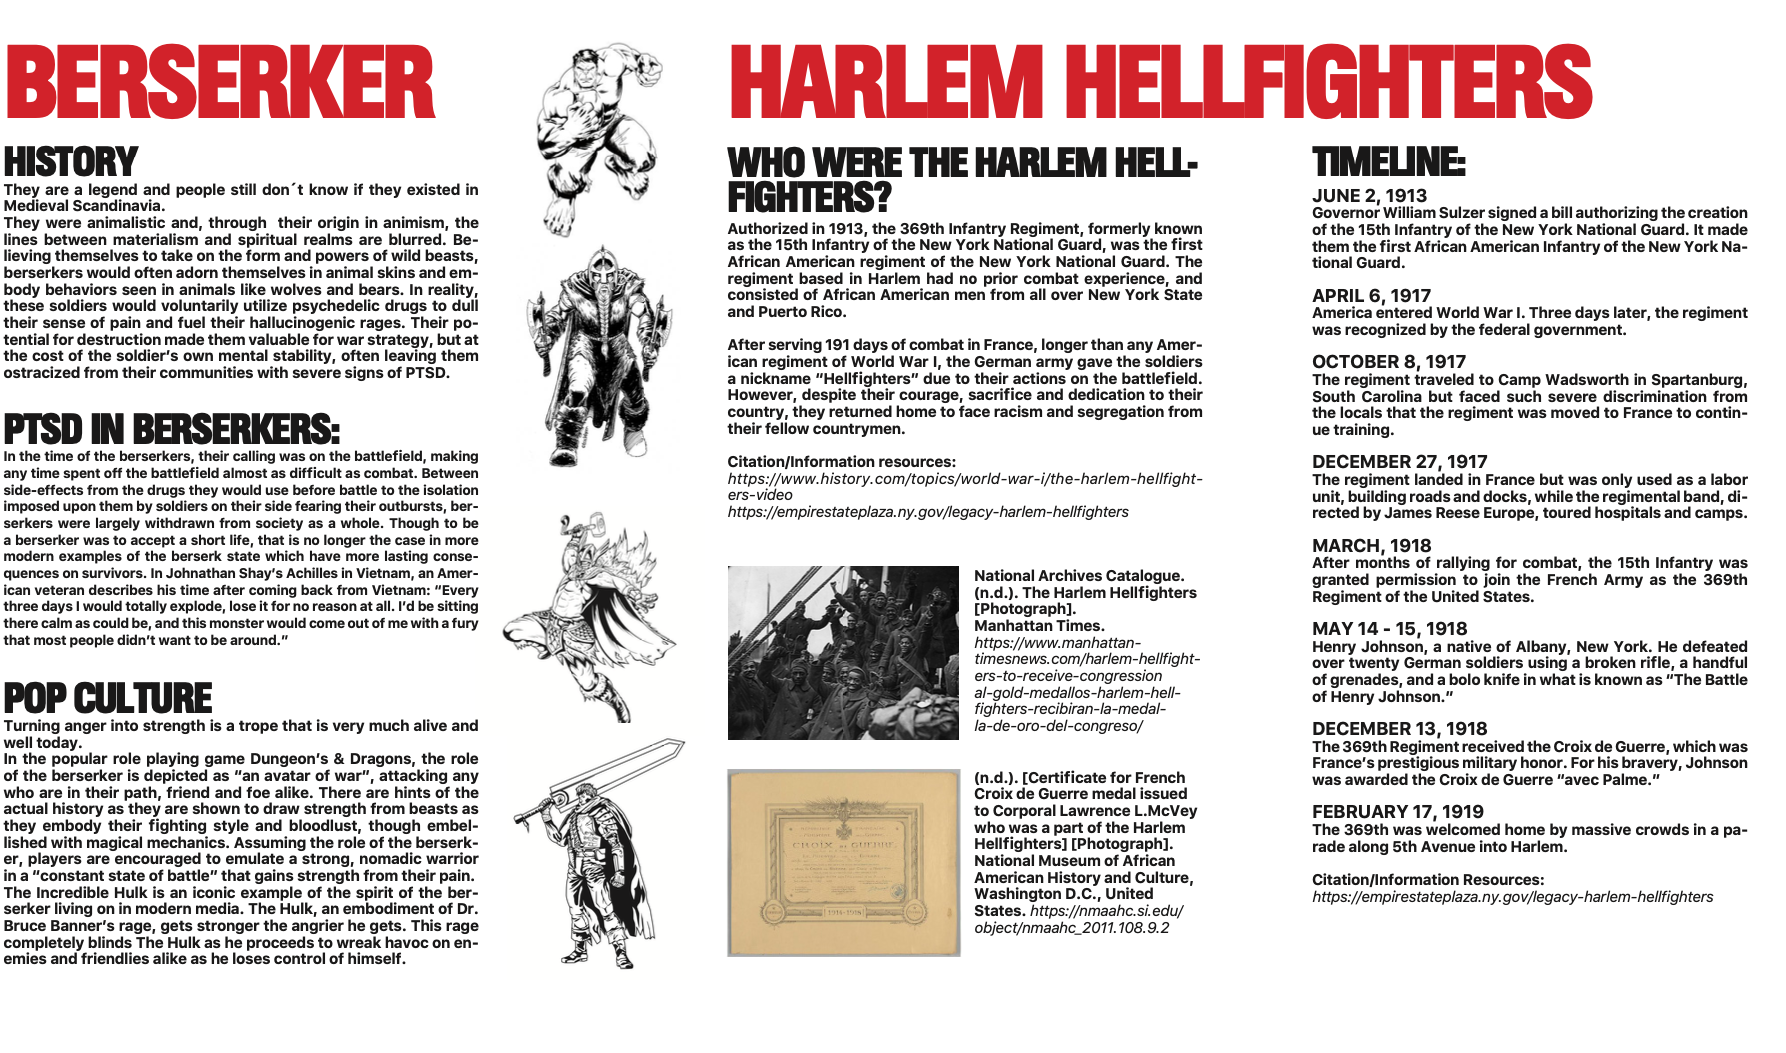 BERSERKER
HISTORY
They are a legend and people still don´t know if they existed in
Medieval Scandinavia.
They were animalistic and, through  their origin in animism, the
lines between materialism and spiritual realms are blurred. Be-
lieving themselves to take on the form and powers of wild beasts,
berserkers would often adorn themselves in animal skins and em-
body behaviors seen in animals like wolves and bears. In reality,
these soldiers would voluntarily utilize psychedelic drugs to dull
their sense of pain and fuel their hallucinogenic rages. Their po-
tential for destruction made them valuable for war strategy, but at
the cost of the soldier’s own mental stability, often leaving them
ostracized from their communities with severe signs of PTSD.
PTSD IN BERSERKERS:
In the time of the berserkers, their calling was on the battlefield, making
any time spent off the battlefield almost as difficult as combat. Between
side-effects from the drugs they would use before battle to the isolation
imposed upon them by soldiers on their side fearing their outbursts, ber-
serkers were largely withdrawn from society as a whole. Though to be
a berserker was to accept a short life, that is no longer the case in more
modern examples of the berserk state which have more lasting conse-
quences on survivors. In Johnathan Shay’s Achilles in Vietnam, an Amer-
ican veteran describes his time after coming back from Vietnam: “Every
three days I would totally explode, lose it for no reason at all. I’d be sitting
there calm as could be, and this monster would come out of me with a fury
that most people didn’t want to be around.”
POP CULTURE
Turning anger into strength is a trope that is very much alive and
well today.
In the popular role playing game Dungeon’s & Dragons, the role
of the berserker is depicted as “an avatar of war”, attacking any
who are in their path, friend and foe alike. There are hints of the
actual history as they are shown to draw strength from beasts as
they embody their fighting style and bloodlust, though embel-
lished with magical mechanics. Assuming the role of the berserk-
er, players are encouraged to emulate a strong, nomadic warrior
in a “constant state of battle” that gains strength from their pain.
The Incredible Hulk is an iconic example of the spirit of the ber-
serker living on in modern media. The Hulk, an embodiment of Dr.
Bruce Banner’s rage, gets stronger the angrier he gets. This rage
completely blinds The Hulk as he proceeds to wreak havoc on en-
emies and friendlies alike as he loses control of himself.
HARLEM HELLFIGHTERS
WHO WERE THE HARLEM HELL-
FIGHTERS?
Authorized in 1913, the 369th Infantry Regiment, formerly known
as the 15th Infantry of the New York National Guard, was the first
African American regiment of the New York National Guard. The
regiment based in Harlem had no prior combat experience, and
consisted of African American men from all over New York State
and Puerto Rico.
After serving 191 days of combat in France, longer than any Amer-
ican regiment of World War I, the German army gave the soldiers
a nickname “Hellfighters” due to their actions on the battlefield.
However, despite their courage, sacrifice and dedication to their
country, they returned home to face racism and segregation from
their fellow countrymen.
Citation/Information resources:
https://www.history.com/topics/world-war-i/the-harlem-hellfight-
ers-video
https://empirestateplaza.ny.gov/legacy-harlem-hellfighters
National Archives Catalogue.
(n.d.). The Harlem Hellfighters
[Photograph].
Manhattan Times.
https://www.manhattan-
timesnews.com/harlem-hellfight-
ers-to-receive-congression
al-gold-medallos-harlem-hell-
fighters-recibiran-la-medal-
la-de-oro-del-congreso/
CROIX DE GUERRE
1914-1918
(n.d.). [Certificate for French
Croix de Guerre medal issued
to Corporal Lawrence L.McVey
who was a part of the Harlem
Hellfighters] [Photograph].
National Museum of African
American History and Culture,
Washington D.C., United
States. https://nmaahc.si.edu/
object/nmaahc_2011.108.9.2
TIMELINE:
JUNE 2, 1913
Governor William Sulzer signed a bill authorizing the creation
of the 15th Infantry of the New York National Guard. It made
them the first African American Infantry of the New York Na-
tional Guard.
APRIL 6, 1917
America entered World War I. Three days later, the regiment
was recognized by the federal government.
OCTOBER 8, 1917
The regiment traveled to Camp Wadsworth in Spartanburg,
South Carolina but faced such severe discrimination from
the locals that the regiment was moved to France to contin-
ue training.
DECEMBER 27, 1917
The regiment landed in France but was only used as a labor
unit, building roads and docks, while the regimental band, di-
rected by James Reese Europe, toured hospitals and camps.
MARCH, 1918
After months of rallying for combat, the 15th Infantry was
granted permission to join the French Army as the 369th
Regiment of the United States.
MAY 14 - 15, 1918
Henry Johnson, a native of Albany, New York. He defeated
over twenty German soldiers using a broken rifle, a handful
of grenades, and a bolo knife in what is known as “The Battle
of Henry Johnson.”
DECEMBER 13, 1918
The 369th Regiment received the Croix de Guerre, which was
France’s prestigious military honor. For his bravery, Johnson
was awarded the Croix de Guerre “avec Palme.”
FEBRUARY 17, 1919
The 369th was welcomed home by massive crowds in a pa-
rade along 5th Avenue into Harlem.
Citation/Information Resources:
https://empirestateplaza.ny.gov/legacy-harlem-hellfighters